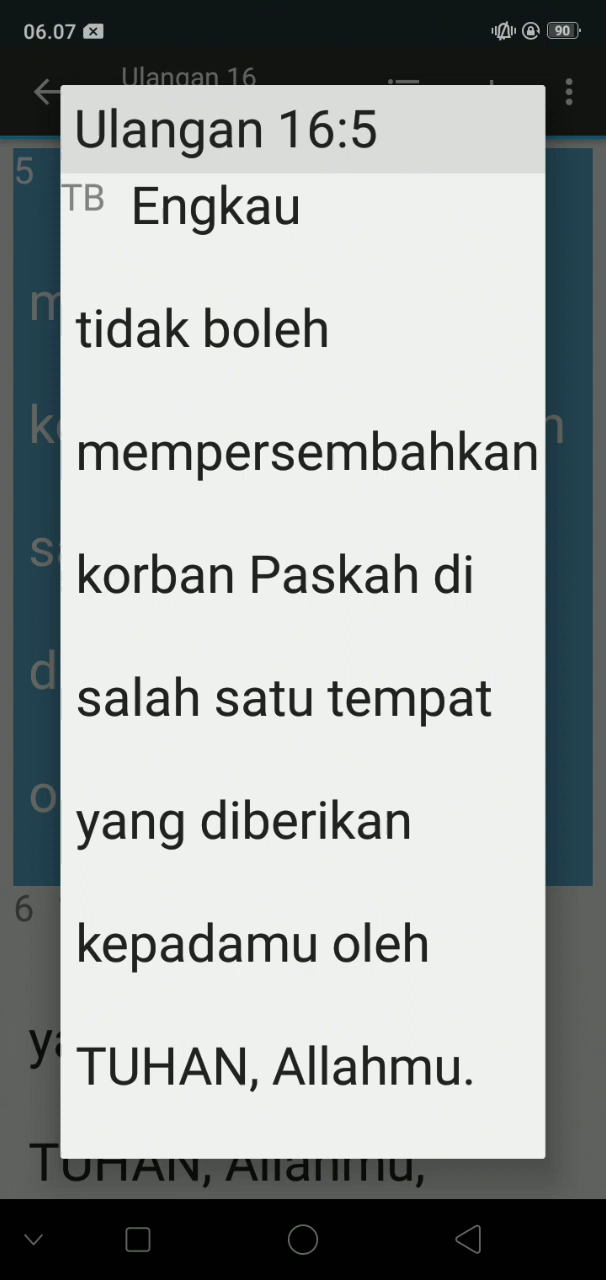 06.07
90
Ulangan 16
Ulangan 16:5
5
TB Engkau
tidak boleh
mempersembahkan
korban Paskah di
salah satu tempat
yang diberikan
kepadamu oleh
TUHAN, Allahmu.
6
TUHAN, Allahmu,